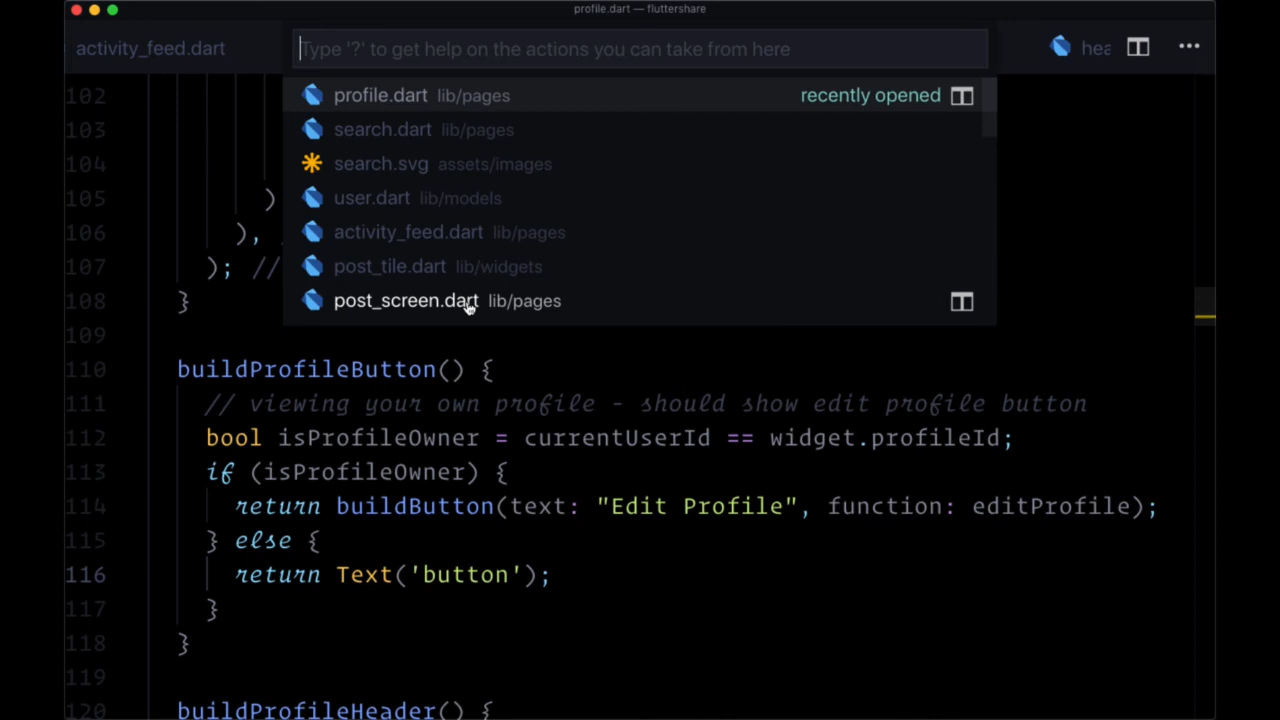 profile.dart — fluttershare
activity_feed.dart
Type '?' to get help on the actions you can take from here
hea
profile.dart lib/pages recently opened
search.dart lib/pages
search.svg assets/images
user.dart lib/models
activity_feed.dart lib/pages
post_tile.dart lib/widgets
post_screen.dart lib/pages
102
103
104
105 )
106 ),
107 ); //
108 }
109
110 buildProfileButton() {
111 // viewing your own profile - should show edit profile button
112 bool isProfileOwner = currentUserId == widget.profileId;
113 if (isProfileOwner) {
114 return buildButton(text: "Edit Profile", function: editProfile);
115 } else {
116 return Text('button');
117 }
118 }
119
120 buildProfileHeader() {